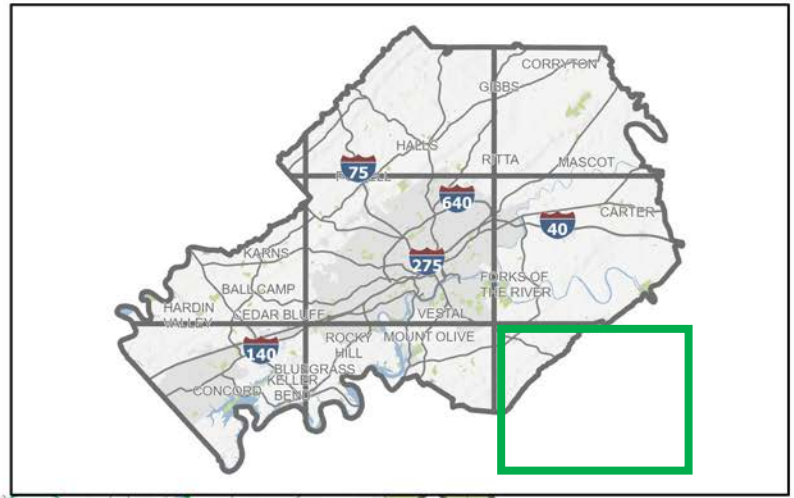 CORRYTON
GIBBS
HALLS
RITTA
MASCOT
75
640
CARTER
40
KARNS
275
BALL CAMP
FORKS OF
THE RIVER
HARDIN
VALLEY
CEDAR BLUFF
VESTAL
ROCKY
HILL
MOUNT OLIVE
140
BLUEGRASS
KELLER
BEND
CONCORD